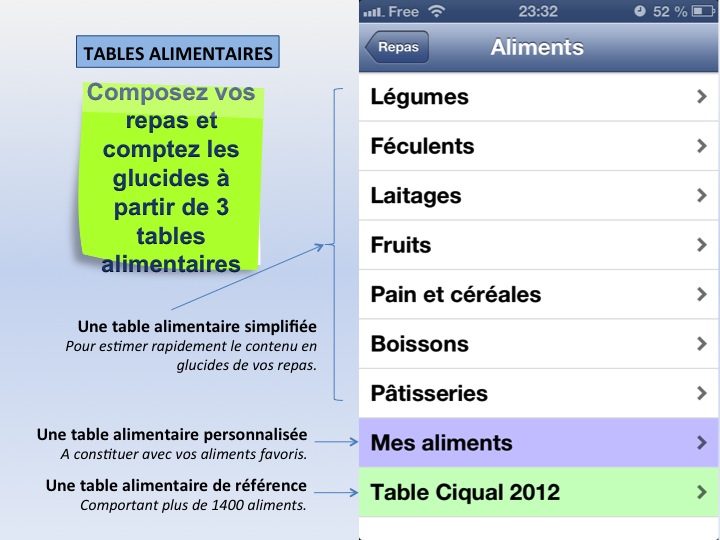 TABLES ALIMENTAIRES
Composez vos
repas et
comptez les
glucides à
partir de 3
tables
alimentaires
Une table alimentaire simplifiée
Pour estimer rapidement le contenu en
glucides de vos repas.
Une table alimentaire personnalisée
A constituer avec vos aliments favoris.
Une table alimentaire de référence
Comportant plus de 1400 aliments.
Free 23:32 52 %
Repas Aliments
Légumes
Féculents
Laitages
Fruits
Pain et céréales
Boissons
Pâtisseries
Mes aliments
Table Ciqual 2012